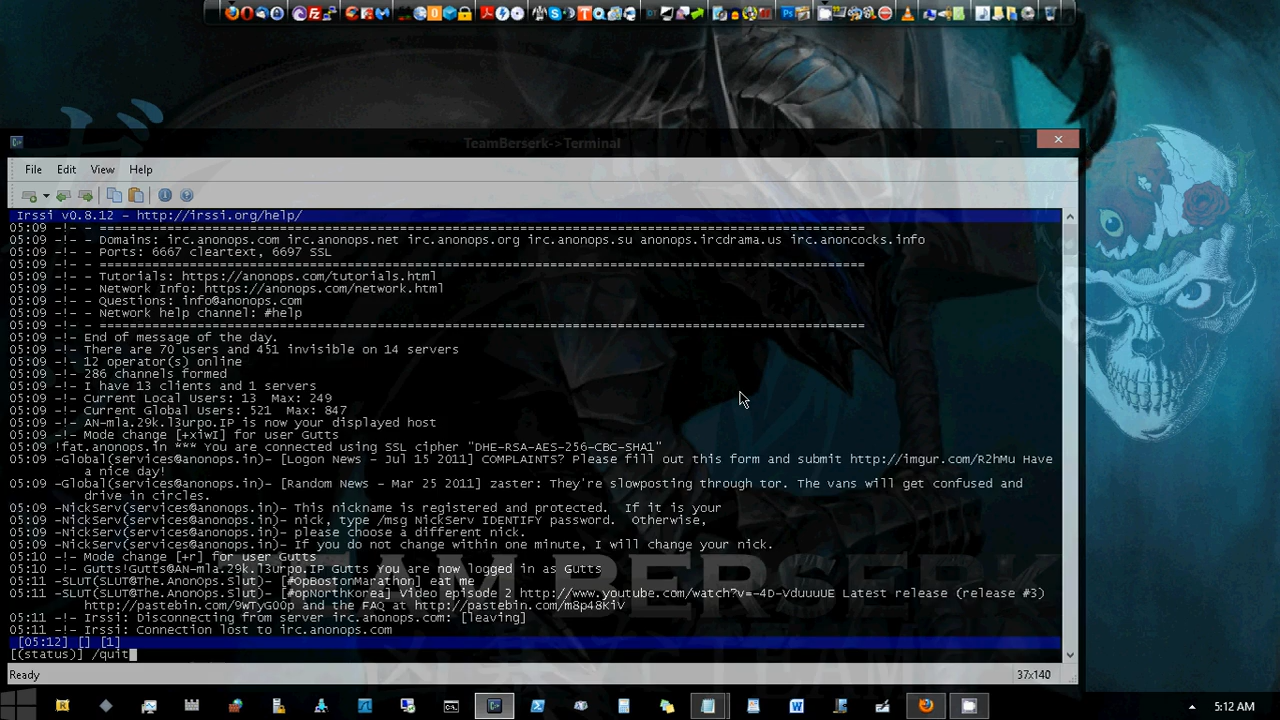 TeamBerserk->Terminal
File Edit View Help
Irssi v0.8.12 - http://irssi.org/help/
05:09 -!- - ===============================================================================================
05:09 -!- - Domains: irc.anonops.com irc.anonops.net irc.anonops.org irc.anonops.su anonops.ircdrama.us irc.anoncocks.info
05:09 -!- - Ports: 6667 cleartext, 6697 SSL
05:09 -!- - ===============================================================================================
05:09 -!- - Tutorials: https://anonops.com/tutorials.html
05:09 -!- - Network Info: https://anonops.com/network.html
05:09 -!- - Questions: info@anonops.com
05:09 -!- - Network help channel: #help
05:09 -!- - ===============================================================================================
05:09 -!- End of message of the day.
05:09 -!- There are 70 users and 451 invisible on 14 servers
05:09 -!- 12 operator(s) online
05:09 -!- 286 channels formed
05:09 -!- I have 13 clients and 1 servers
05:09 -!- Current Local Users: 13  Max: 249
05:09 -!- Current Global Users: 521  Max: 847
05:09 -!- AN-mla.29k.l3urpo.IP is now your displayed host
05:09 -!- Mode change [+xiwI] for user Gutts
05:09 !fat.anonops.in *** You are connected using SSL cipher "DHE-RSA-AES-256-CBC-SHA1"
05:09 -Global(services@anonops.in)- [Logon News - Jul 15 2011] COMPLAINTS? Please fill out this form and submit http://imgur.com/R2hMu Have
a nice day!
05:09 -Global(services@anonops.in)- [Random News - Mar 25 2011] zaster: They're slowposting through tor. The vans will get confused and
drive in circles.
05:09 -NickServ(services@anonops.in)- This nickname is registered and protected.  If it is your
05:09 -NickServ(services@anonops.in)- nick, type /msg NickServ IDENTIFY password.  Otherwise,
05:09 -NickServ(services@anonops.in)- please choose a different nick.
05:09 -NickServ(services@anonops.in)- If you do not change within one minute, I will change your nick.
05:10 -!- Mode change [+r] for user Gutts
05:10 -!- Gutts!Gutts@AN-mla.29k.l3urpo.IP Gutts You are now logged in as Gutts
05:11 -SLUT(SLUT@The.AnonOps.Slut)- [#opBostonMarathon] eat me
05:11 -SLUT(SLUT@The.AnonOps.Slut)- [#opNorthKorea] Video episode 2 http://www.youtube.com/watch?v=-4D-VduuuUE Latest release (release #3)
http://pastebin.com/9WTyG00p and the FAQ at http://pastebin.com/m8p48KiV
05:11 -!- Irssi: Disconnecting from server irc.anonops.com: [leaving]
05:11 -!- Irssi: Connection lost to irc.anonops.com
[05:12] [] [1]
[(status)] /quit
TEAM BERSERK
Ready 37x140
5:12 AM